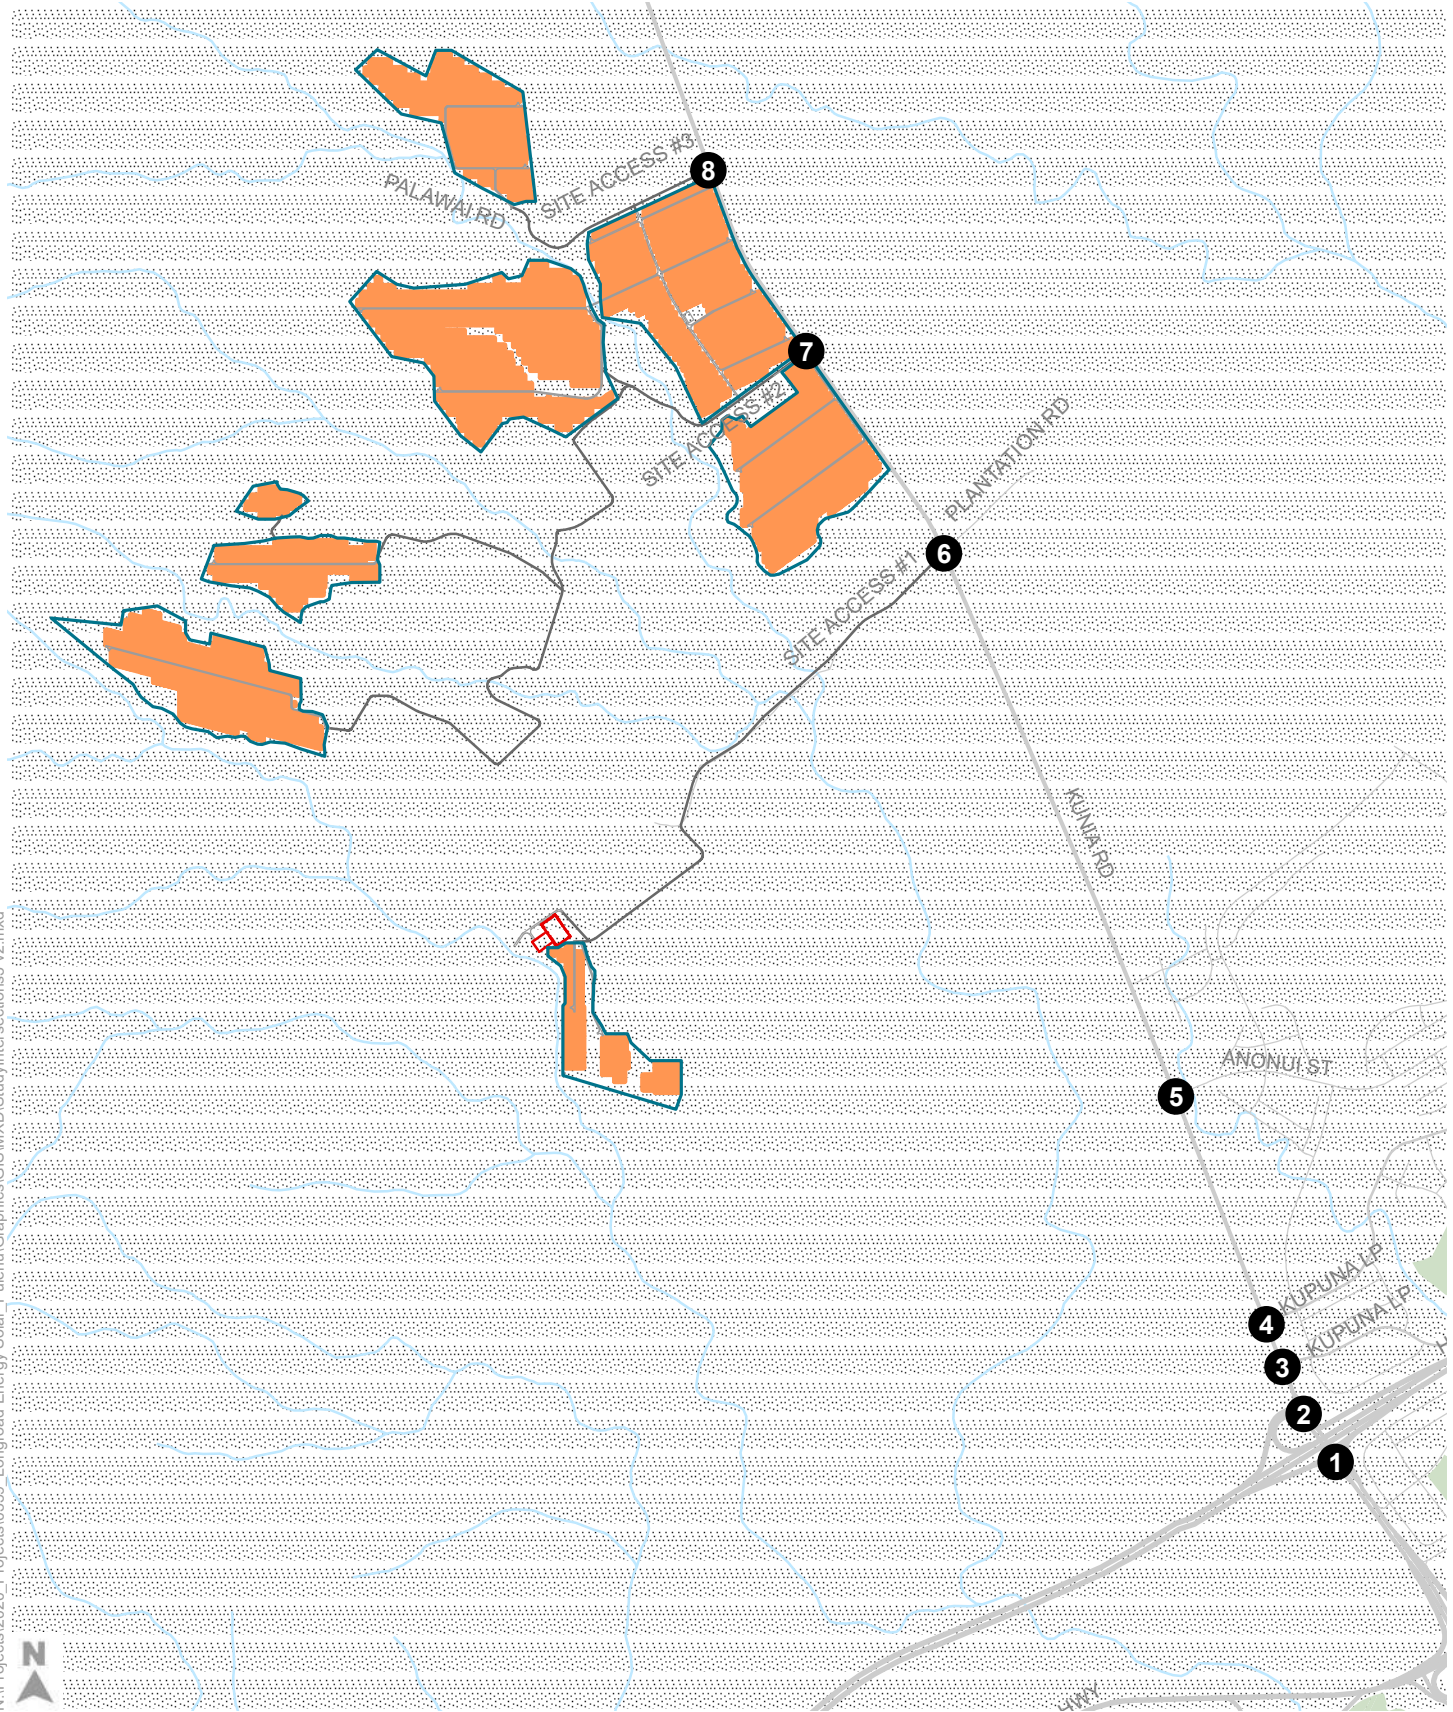 SITE ACCESS #3
8
PALAWAI RD
7
SITE ACCESS #2
PLANTATION RD
6
SITE ACCESS #1
KUNIA RD
ANONUI ST
5
KUPUNA LP
4
KUPUNA LP
3
2
1
N
HWY